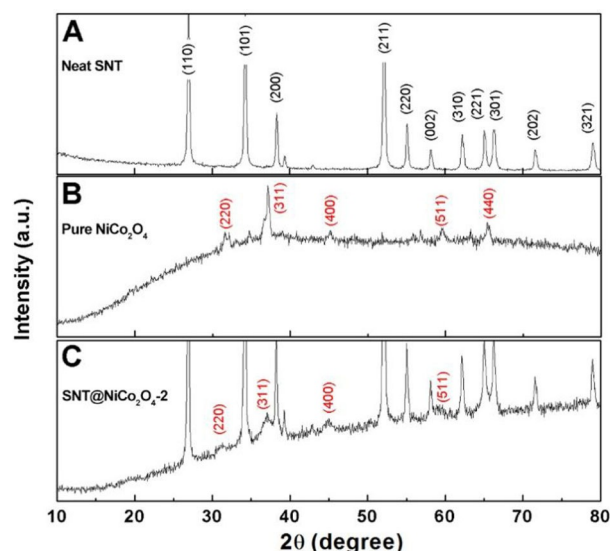 A
Neat SNT
(110)
(101)
(200)
(211)
(220)
(002)
(310)
(221)
(301)
(202)
(321)
B
Pure NiCo₂O₄
(220)
(311)
(400)
(511)
(440)
C
SNT@NiCo₂O₄-2
(220)
(311)
(400)
(511)
Intensity (a.u.)
10 20 30 40 50 60 70 80
2θ (degree)